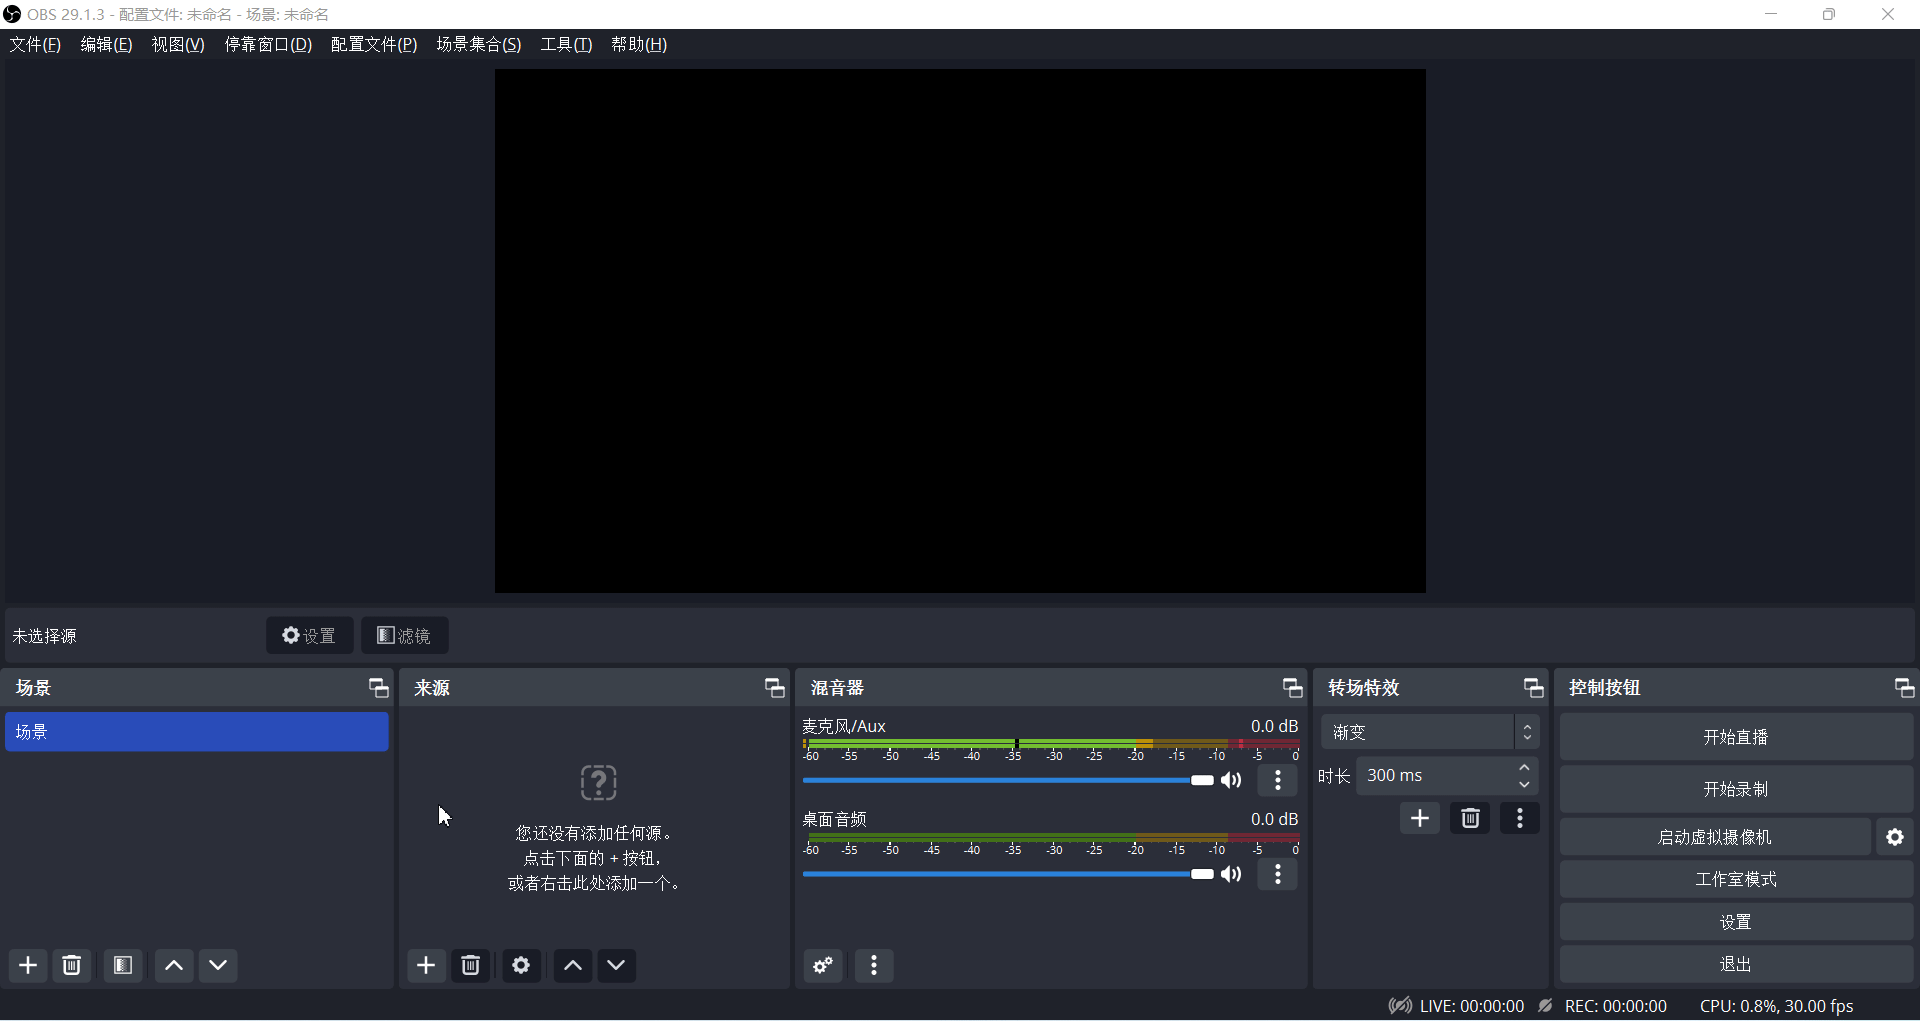 OBS 29.1.3 - 配置文件: 未命名 - 场景: 未命名
文件(F) 编辑(E) 视图(V) 停靠窗口(D) 配置文件(P) 场景集合(S) 工具(T) 帮助(H)
未选择源 设置 滤镜
场景 来源 混音器 转场特效 控制按钮
场景
您还没有添加任何源。
点击下面的 + 按钮,
或者右击此处添加一个。
麦克风/Aux 0.0 dB
-60 -55 -50 -45 -40 -35 -30 -25 -20 -15 -10 -5 0
桌面音频 0.0 dB
-60 -55 -50 -45 -40 -35 -30 -25 -20 -15 -10 -5 0
渐变
时长 300 ms
开始直播
开始录制
启动虚拟摄像机
工作室模式
设置
退出
LIVE: 00:00:00 REC: 00:00:00 CPU: 0.8%, 30.00 fps